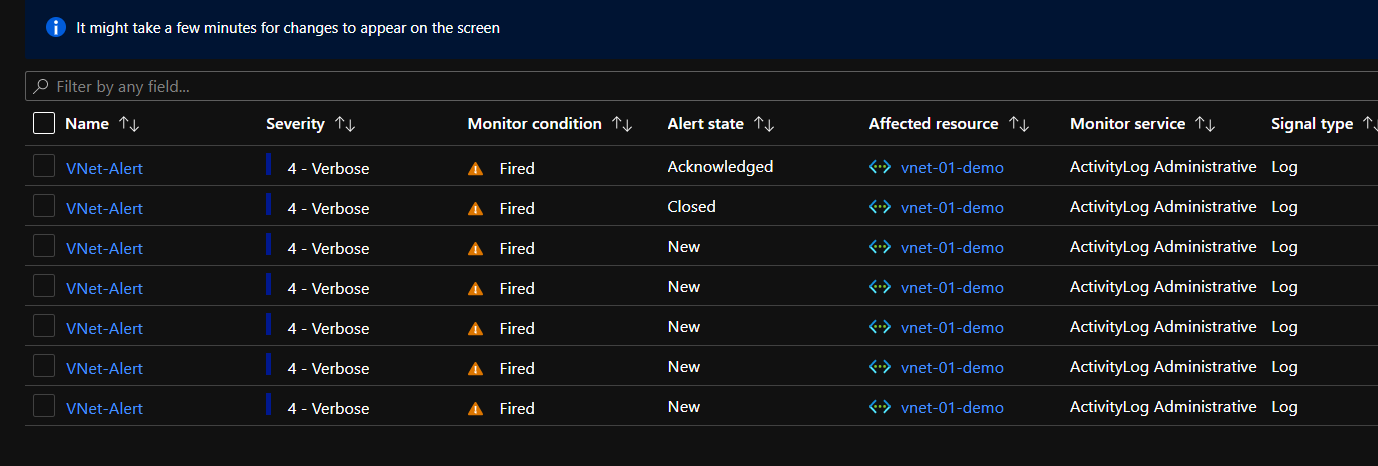 It might take a few minutes for changes to appear on the screen
Filter by any field...
Name Severity Monitor condition Alert state Affected resource Monitor service Signal type
VNet-Alert 4 - Verbose Fired Acknowledged vnet-01-demo ActivityLog Administrative Log
VNet-Alert 4 - Verbose Fired Closed vnet-01-demo ActivityLog Administrative Log
VNet-Alert 4 - Verbose Fired New vnet-01-demo ActivityLog Administrative Log
VNet-Alert 4 - Verbose Fired New vnet-01-demo ActivityLog Administrative Log
VNet-Alert 4 - Verbose Fired New vnet-01-demo ActivityLog Administrative Log
VNet-Alert 4 - Verbose Fired New vnet-01-demo ActivityLog Administrative Log
VNet-Alert 4 - Verbose Fired New vnet-01-demo ActivityLog Administrative Log